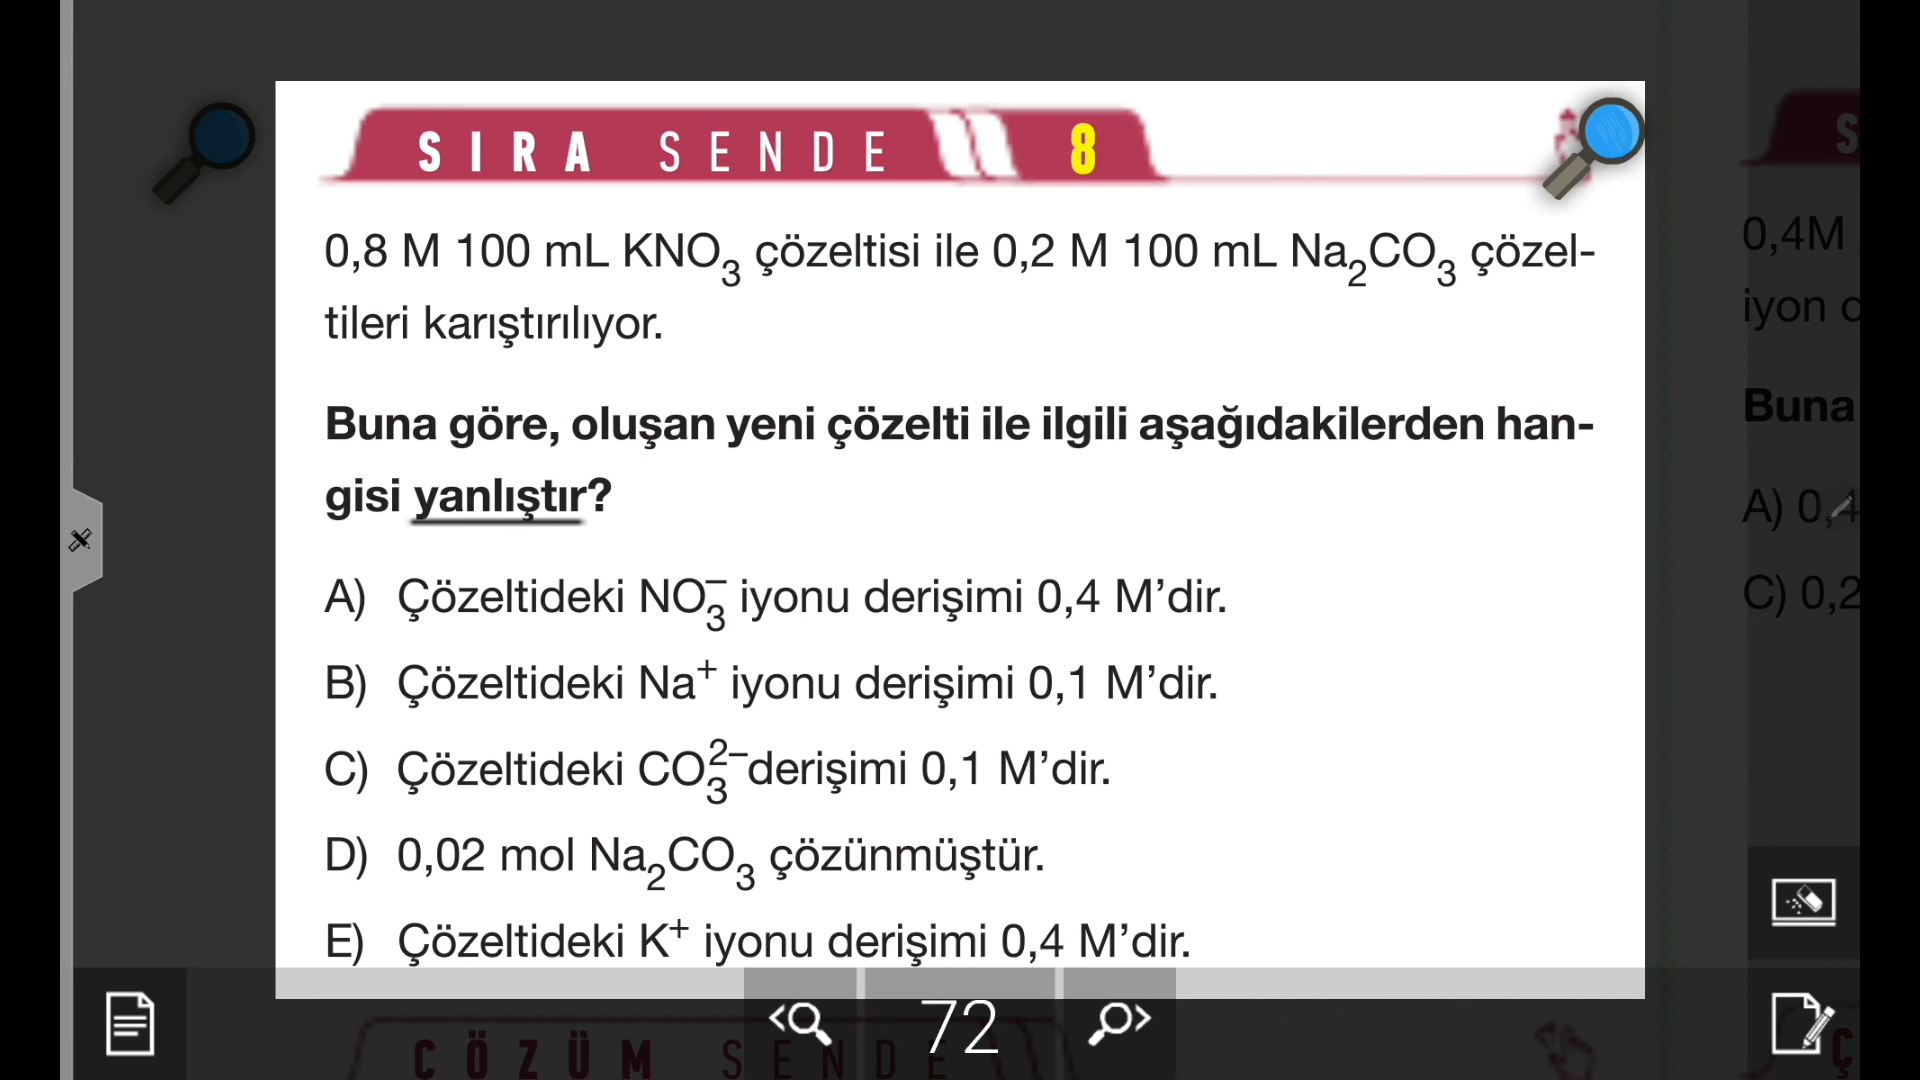 SIRA SENDE 8
0,8 M 100 mL KNO₃ çözeltisi ile 0,2 M 100 mL Na₂CO₃ çözel-
tileri karıştırılıyor.
Buna göre, oluşan yeni çözelti ile ilgili aşağıdakilerden han-
gisi yanlıştır?
A) Çözeltideki NO₃⁻ iyonu derişimi 0,4 M’dir.
B) Çözeltideki Na⁺ iyonu derişimi 0,1 M’dir.
C) Çözeltideki CO₃²⁻ derişimi 0,1 M’dir.
D) 0,02 mol Na₂CO₃ çözünmüştür.
E) Çözeltideki K⁺ iyonu derişimi 0,4 M’dir.
72
ÇÖZÜM SENDE
S
0,4M
iyon
Buna
A) 0,4
C) 0,2